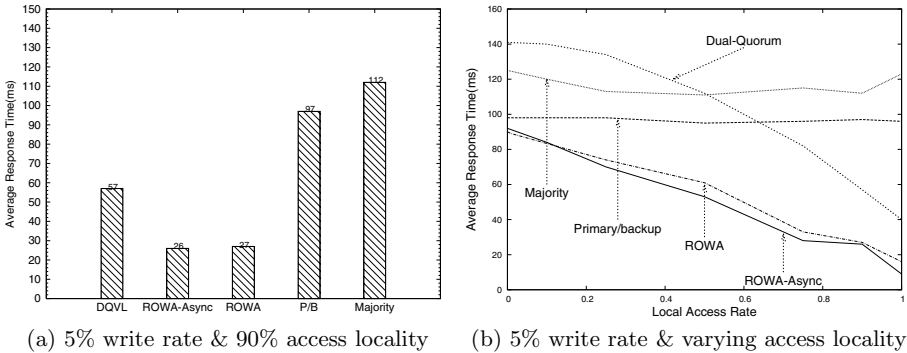 150
140
130
120
110
100
90
80
70
60
50
40
30
20
10
0
Average Response Time(ms)
57
26
27
97
112
DQVL
ROWA-Async
ROWA
P/B
Majority
(a) 5% write rate & 90% access locality
160
140
120
100
80
60
40
20
0
Average Response Time(ms)
Dual-Quorum
Majority
Primary/backup
ROWA
ROWA-Async
0
0.2
0.4
0.6
0.8
1
Local Access Rate
(b) 5% write rate & varying access locality